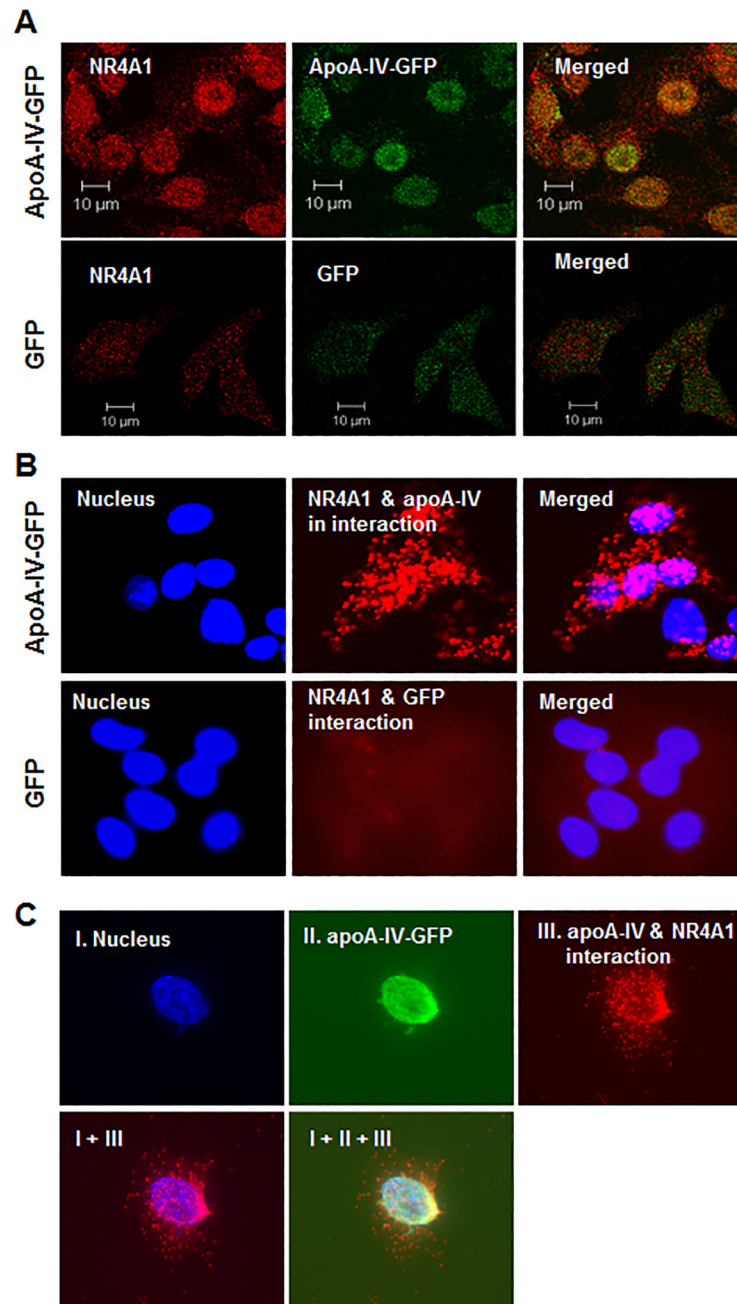 A
ApoA-IV-GFP
NR4A1
ApoA-IV-GFP
Merged
10 µm
10 µm
10 µm
GFP
NR4A1
GFP
Merged
10 µm
10 µm
10 µm
B
ApoA-IV-GFP
Nucleus
NR4A1 & apoA-IV
in interaction
Merged
GFP
Nucleus
NR4A1 & GFP
interaction
Merged
C
I. Nucleus
II. apoA-IV-GFP
III. apoA-IV & NR4A1
interaction
I + III
I + II + III